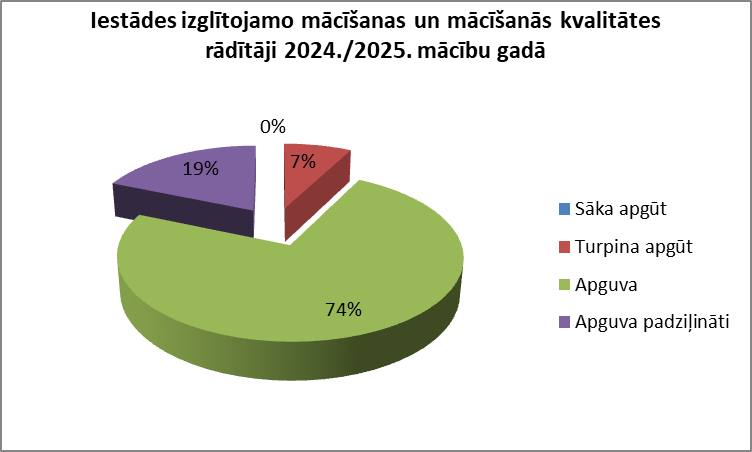 Iestādes izglītojamo mācīšanas un mācīšanās kvalitātes
rādītāji 2024./2025. mācību gadā
0%
7%
19%
74%
Sāka apgūt
Turpina apgūt
Apguva
Apguva padziļināti